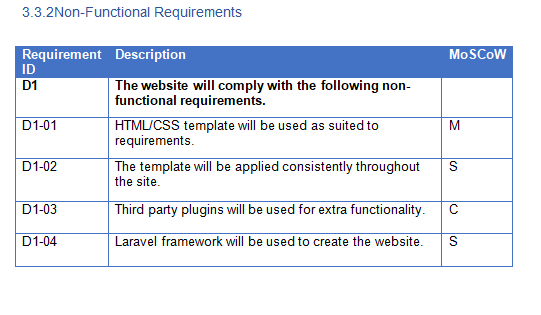 3.3.2Non-Functional Requirements
Requirement ID Description MoSCoW
D1 The website will comply with the following non-
functional requirements.
D1-01 HTML/CSS template will be used as suited to M
requirements.
D1-02 The template will be applied consistently throughout S
the site.
D1-03 Third party plugins will be used for extra functionality. C
D1-04 Laravel framework will be used to create the website. S